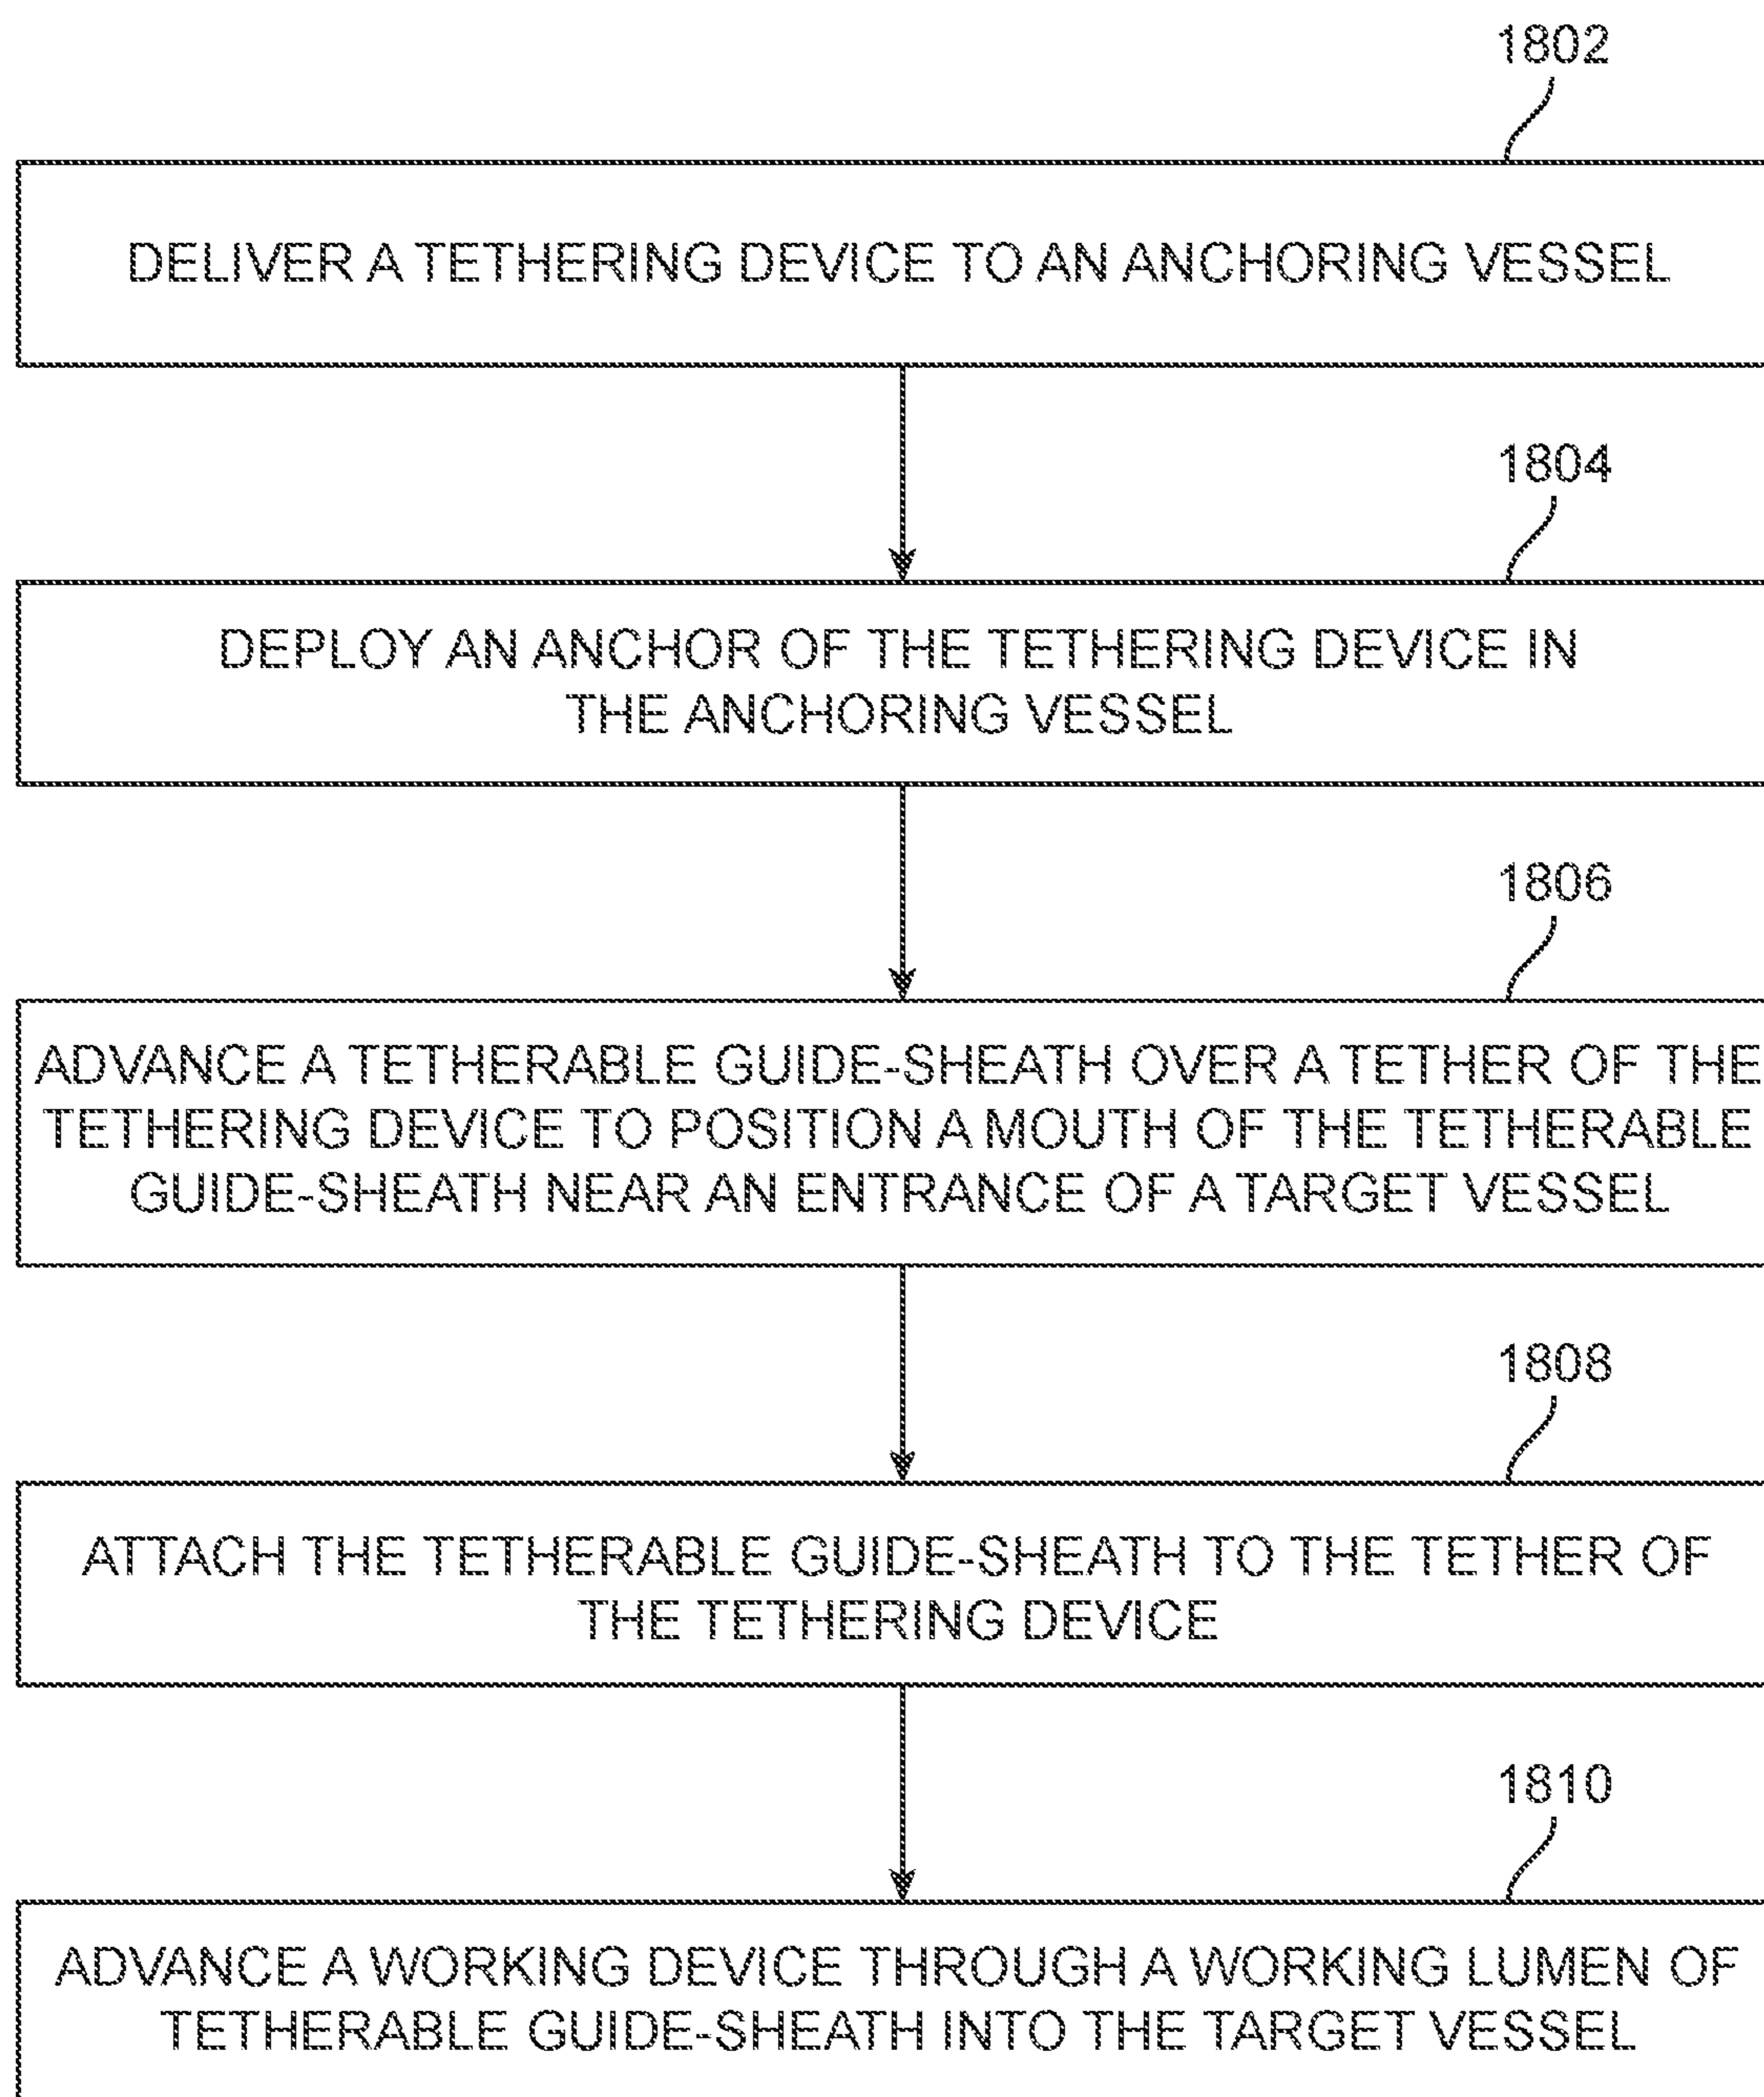 1802
DELIVER A TETHERING DEVICE TO AN ANCHORING VESSEL
1804
DEPLOY AN ANCHOR OF THE TETHERING DEVICE IN
THE ANCHORING VESSEL
1806
ADVANCE A TETHERABLE GUIDE-SHEATH OVER A TETHER OF THE
TETHERING DEVICE TO POSITION A MOUTH OF THE TETHERABLE
GUIDE-SHEATH NEAR AN ENTRANCE OF A TARGET VESSEL
1808
ATTACH THE TETHERABLE GUIDE-SHEATH TO THE TETHER OF
THE TETHERING DEVICE
1810
ADVANCE A WORKING DEVICE THROUGH A WORKING LUMEN OF
TETHERABLE GUIDE-SHEATH INTO THE TARGET VESSEL